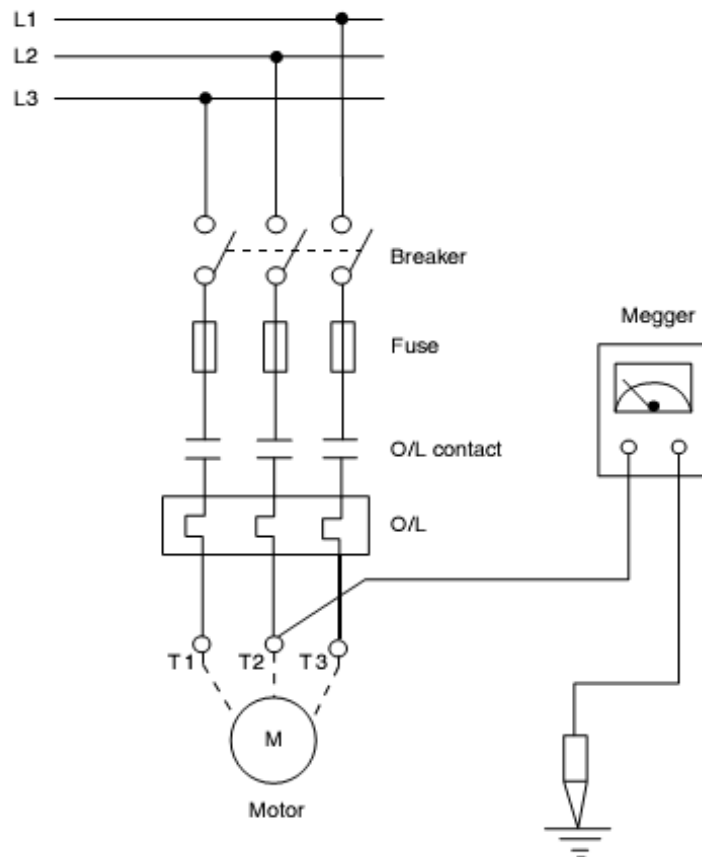 L1
L2
L3
Breaker
Megger
Fuse
O/L contact
O/L
T1 T2 T3
M
Motor